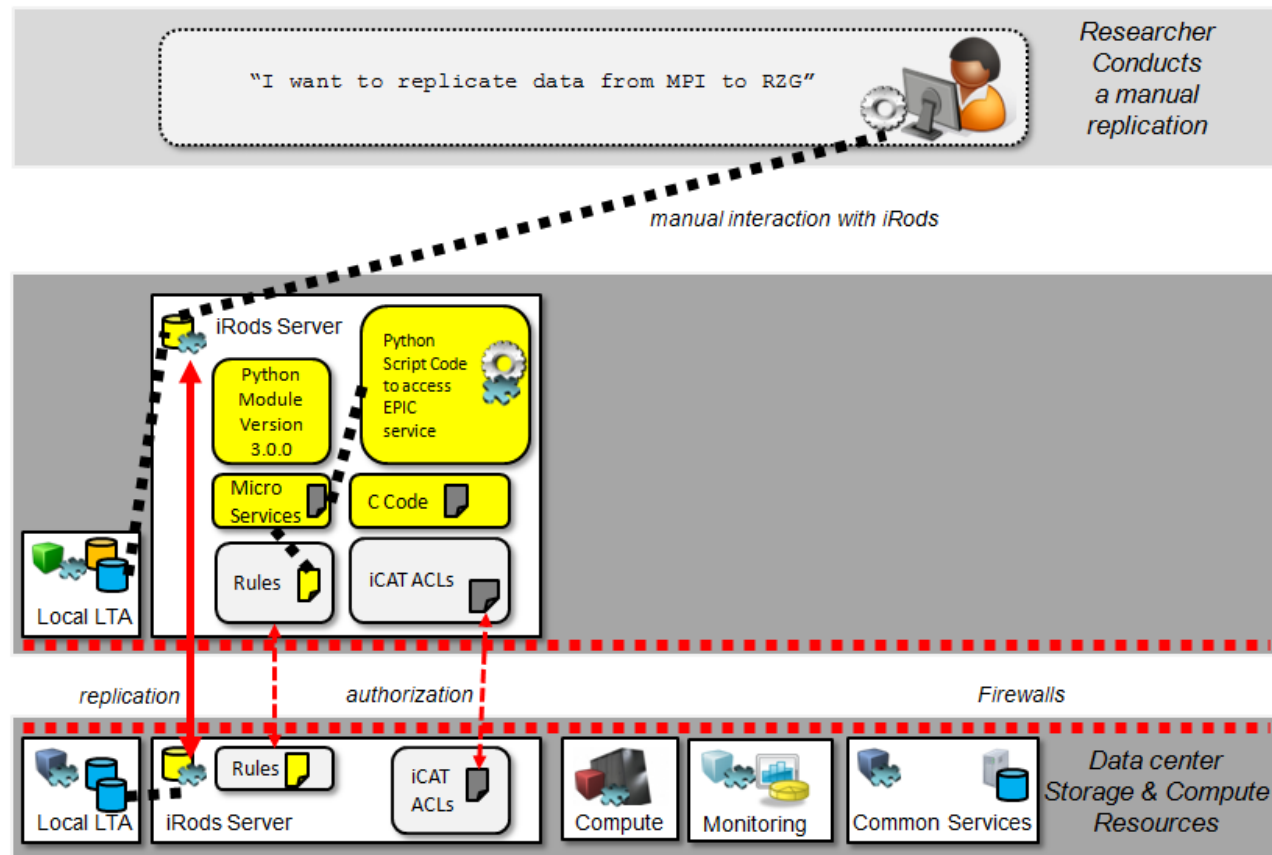 “I want to replicate data from MPI to RZG”
Researcher
Conducts
a manual
replication
manual interaction with iRods
iRods Server
Python
Script Code
to access
EPIC
service
Python
Module
Version
3.0.0
Micro
Services
C Code
Rules
iCAT ACLs
Local LTA
replication
authorization
Firewalls
Local LTA
iRods Server
Rules
iCAT
ACLs
Compute
Monitoring
Common Services
Data center
Storage & Compute
Resources